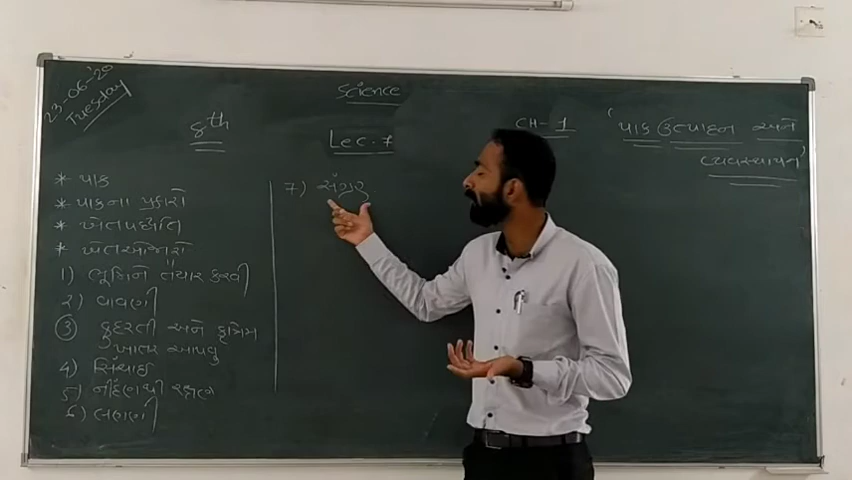 23-06-20
Tuesday
8th
Science
Lec. 7
CH-1
'પાક ઉત્પાદન અને
વ્યવસ્થાપન'
* પાક
* પાકના પ્રકારો
* ખેતપદ્ધતિ
* ખેતઓજારો
1) ભૂમિને તૈયાર કરવી
2) વાવણી
3 કુદરતી અને કૃત્રિમ
ખાતર આપવુ
4) સિંચાઈ
5) નીંદણથી રક્ષણ
6) લણણી
7) સંગ્રહ